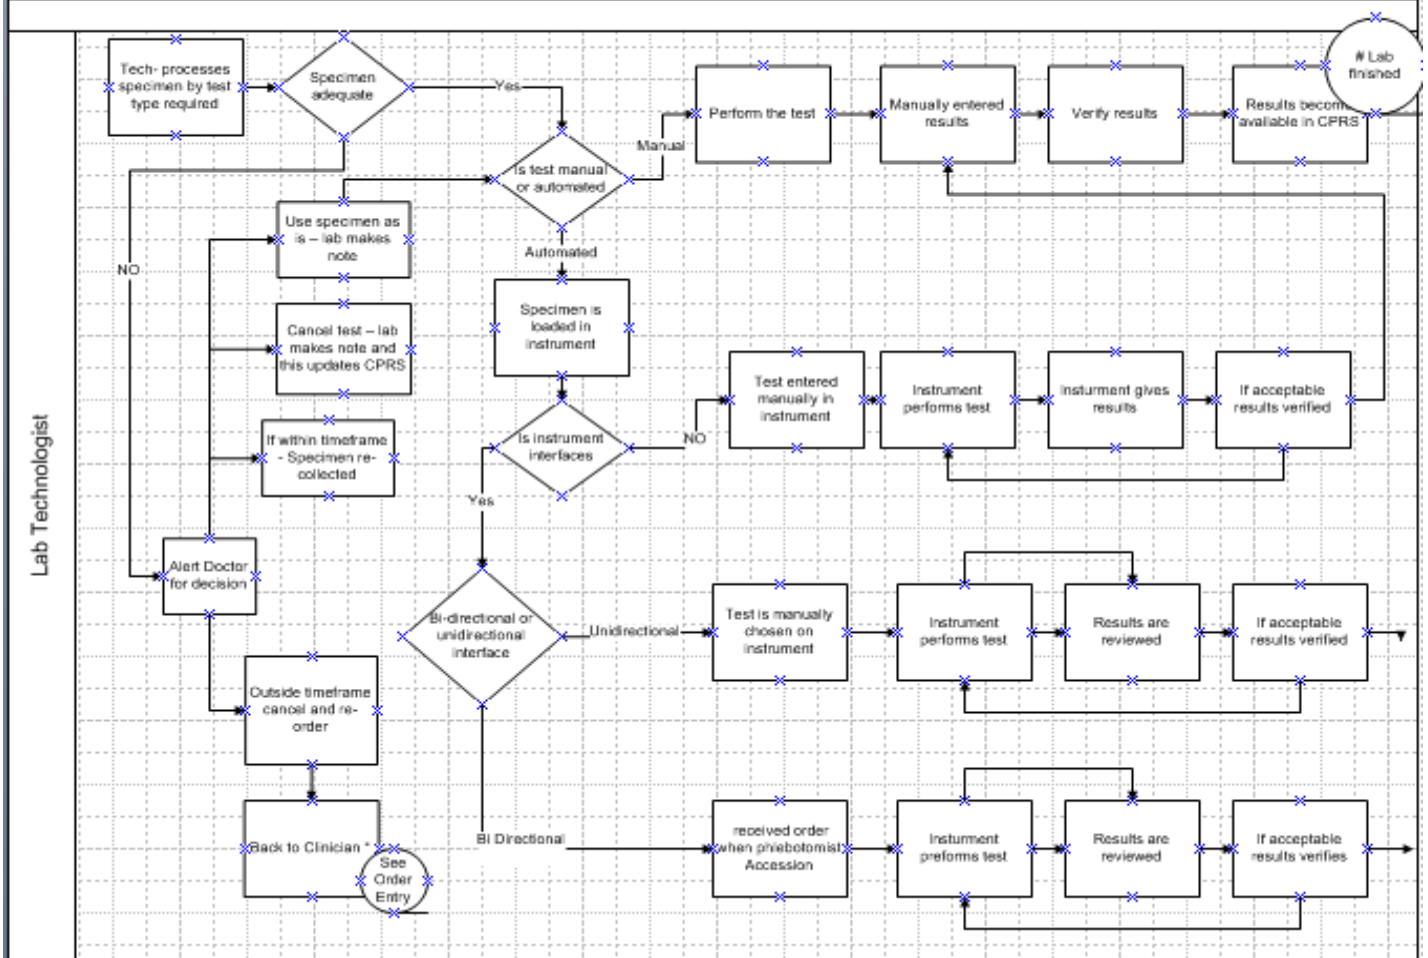 Lab Technologist
Tech- processes
specimen by test
type required
Specimen
adequate
Yes
NO
Is test manual
or automated
Manual
Automated
Perform the test
Manually entered
results
Verify results
Results become
available in CPRS
# Lab
finished
Use specimen as
is – lab makes
note
Cancel test – lab
makes note and
this updates CPRS
If within timeframe
- Specimen re-
collected
Alert Doctor
for decision
Outside timeframe
cancel and re-
order
Back to Clinician *
See
Order
Entry
Specimen is
loaded in
instrument
Is instrument
interfaces
NO
Yes
Test entered
manually in
instrument
Instrument
performs test
Insturment gives
results
If acceptable
results verified
Bi-directional or
unidirectional
interface
Unidirectional
Test is manually
chosen on
instrument
Instrument
performs test
Results are
reviewed
If acceptable
results verified
Bi Directional
received order
when phlebotomist
Accession
Insturment
preforms test
Results are
reviewed
If acceptable
results verifies